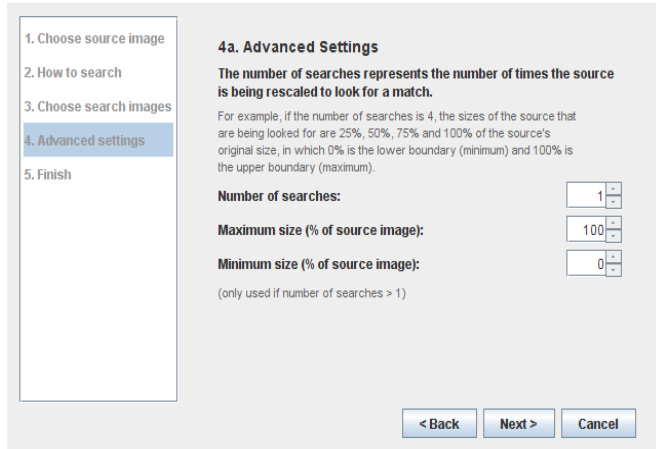 1. Choose source image
2. How to search
3. Choose search images
4. Advanced settings
5. Finish
4a. Advanced Settings
The number of searches represents the number of times the source
is being rescaled to look for a match.
For example, if the number of searches is 4, the sizes of the source that
are being looked for are 25%, 50%, 75% and 100% of the source's
original size, in which 0% is the lower boundary (minimum) and 100% is
the upper boundary (maximum).
Number of searches: 1
Maximum size (% of source image): 100
Minimum size (% of source image): 0
(only used if number of searches > 1)
< Back Next > Cancel